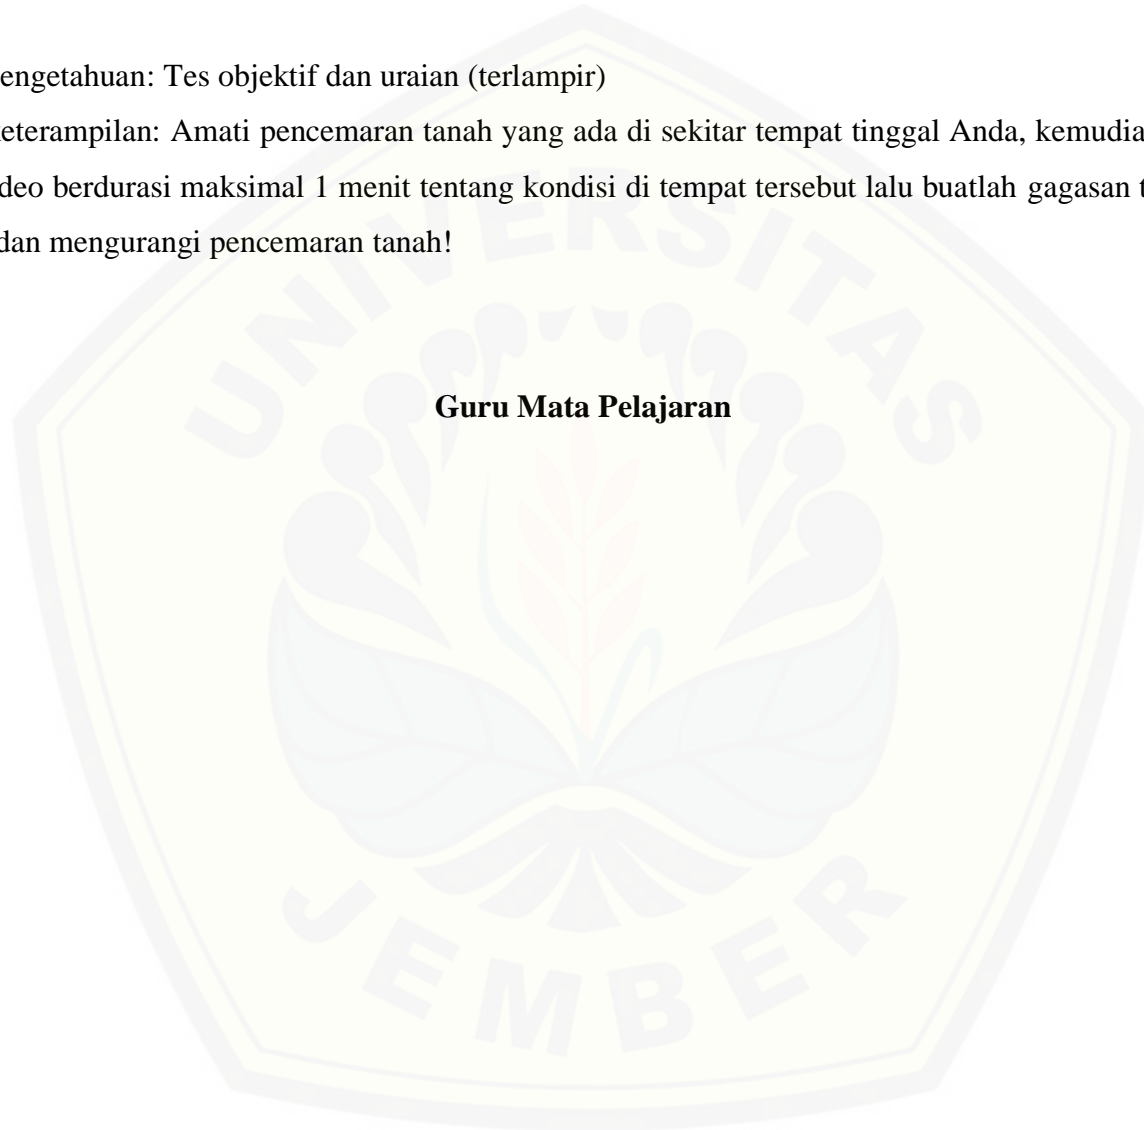 engetahuan: Tes objektif dan uraian (terlampir)
eterampilan: Amati pencemaran tanah yang ada di sekitar tempat tinggal Anda, kemudia
deo berdurasi maksimal 1 menit tentang kondisi di tempat tersebut lalu buatlah gagasan t
dan mengurangi pencemaran tanah!
UNIVERSITAS
Guru Mata Pelajaran
JEMBER